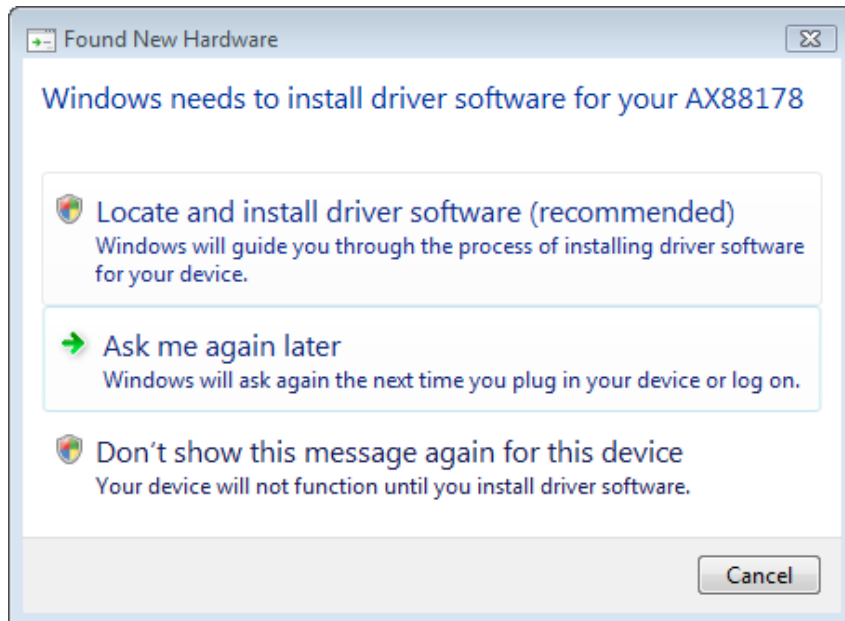 Found New Hardware
Windows needs to install driver software for your AX88178
Locate and install driver software (recommended)
Windows will guide you through the process of installing driver software
for your device.
Ask me again later
Windows will ask again the next time you plug in your device or log on.
Don't show this message again for this device
Your device will not function until you install driver software.
Cancel